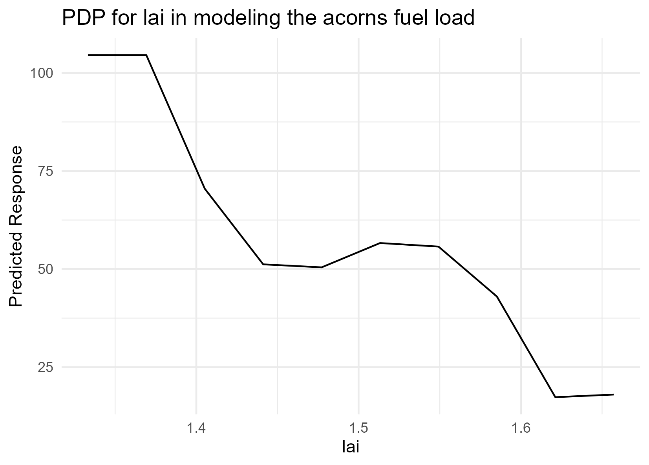 PDP for lai in modeling the acorns fuel load
Predicted Response
100
75
50
25
1.4
1.5
1.6
lai